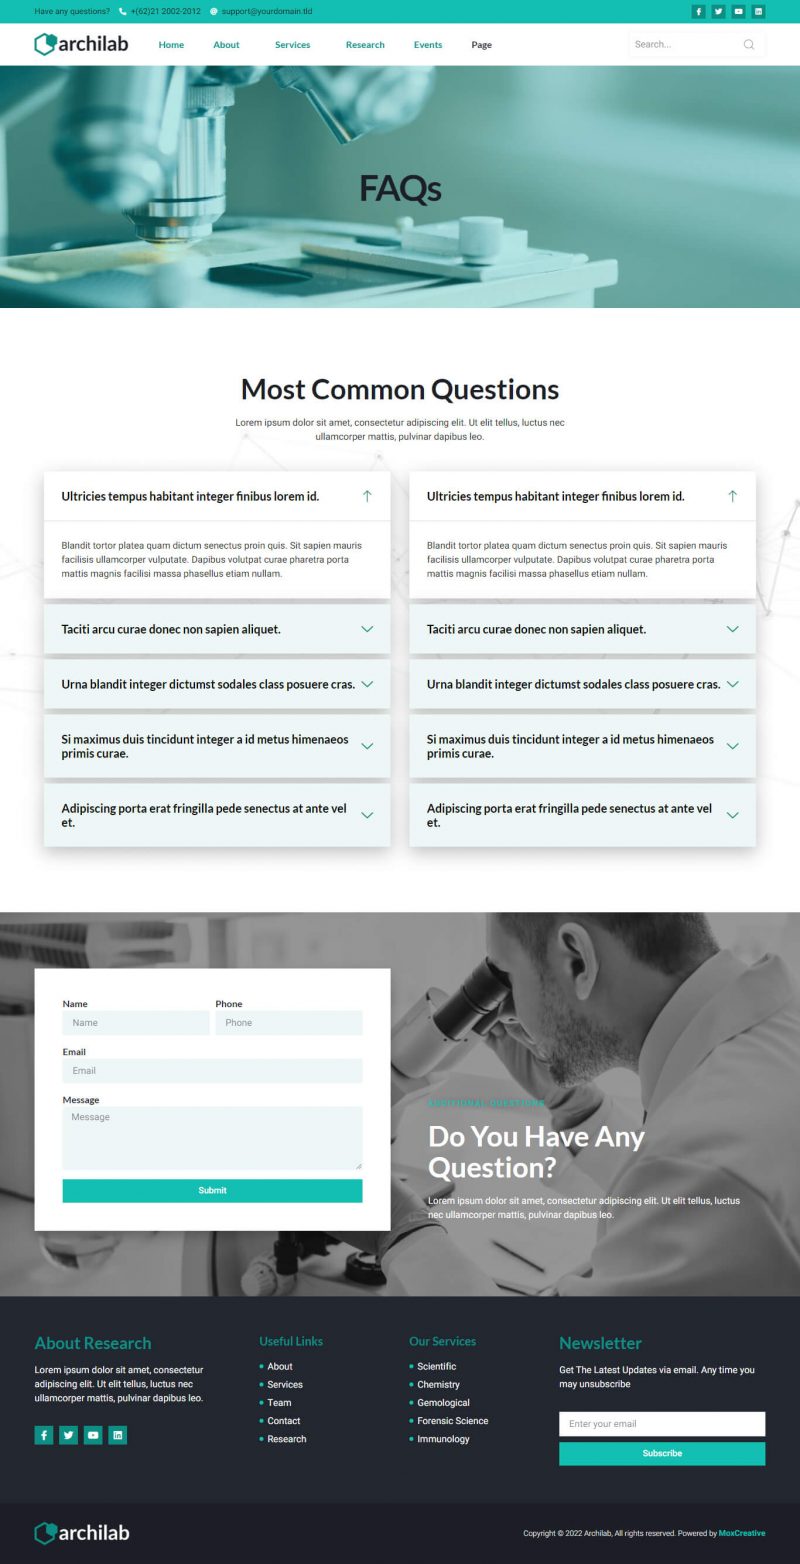 Have any questions? +(62)21 2002-2012 support@yourdomain.tld
archilab Home About Services Research Events Page Search...
FAQs
Most Common Questions
Lorem ipsum dolor sit amet, consectetur adipiscing elit. Ut elit tellus, luctus nec
ullamcorper mattis, pulvinar dapibus leo.
Ultricies tempus habitant integer finibus lorem id.
Blandit tortor platea quam dictum senectus proin quis. Sit sapien mauris
facilisis ullamcorper vulputate. Dapibus volutpat curae pharetra porta
mattis magnis facilisi massa phasellus etiam nullam.
Taciti arcu curae donec non sapien aliquet.
Urna blandit integer dictumst sodales class posuere cras.
Si maximus duis tincidunt integer a id metus himenaeos
primis curae.
Adipiscing porta erat fringilla pede senectus at ante vel
et.
Ultricies tempus habitant integer finibus lorem id.
Blandit tortor platea quam dictum senectus proin quis. Sit sapien mauris
facilisis ullamcorper vulputate. Dapibus volutpat curae pharetra porta
mattis magnis facilisi massa phasellus etiam nullam.
Taciti arcu curae donec non sapien aliquet.
Urna blandit integer dictumst sodales class posuere cras.
Si maximus duis tincidunt integer a id metus himenaeos
primis curae.
Adipiscing porta erat fringilla pede senectus at ante vel
et.
Name Phone
Name Phone
Email
Email
Message
Message
Submit
ADDITIONAL QUESTIONS
Do You Have Any
Question?
Lorem ipsum dolor sit amet, consectetur adipiscing elit. Ut elit tellus, luctus
nec ullamcorper mattis, pulvinar dapibus leo.
About Research
Lorem ipsum dolor sit amet, consectetur
adipiscing elit. Ut elit tellus, luctus nec
ullamcorper mattis, pulvinar dapibus leo.
Useful Links
About
Services
Team
Contact
Research
Our Services
Scientific
Chemistry
Gemological
Forensic Science
Immunology
Newsletter
Get The Latest Updates via email. Any time you
may unsubscribe
Enter your email
Subscribe
archilab
Copyright © 2022 Archilab, All rights reserved. Powered by MoxCreative